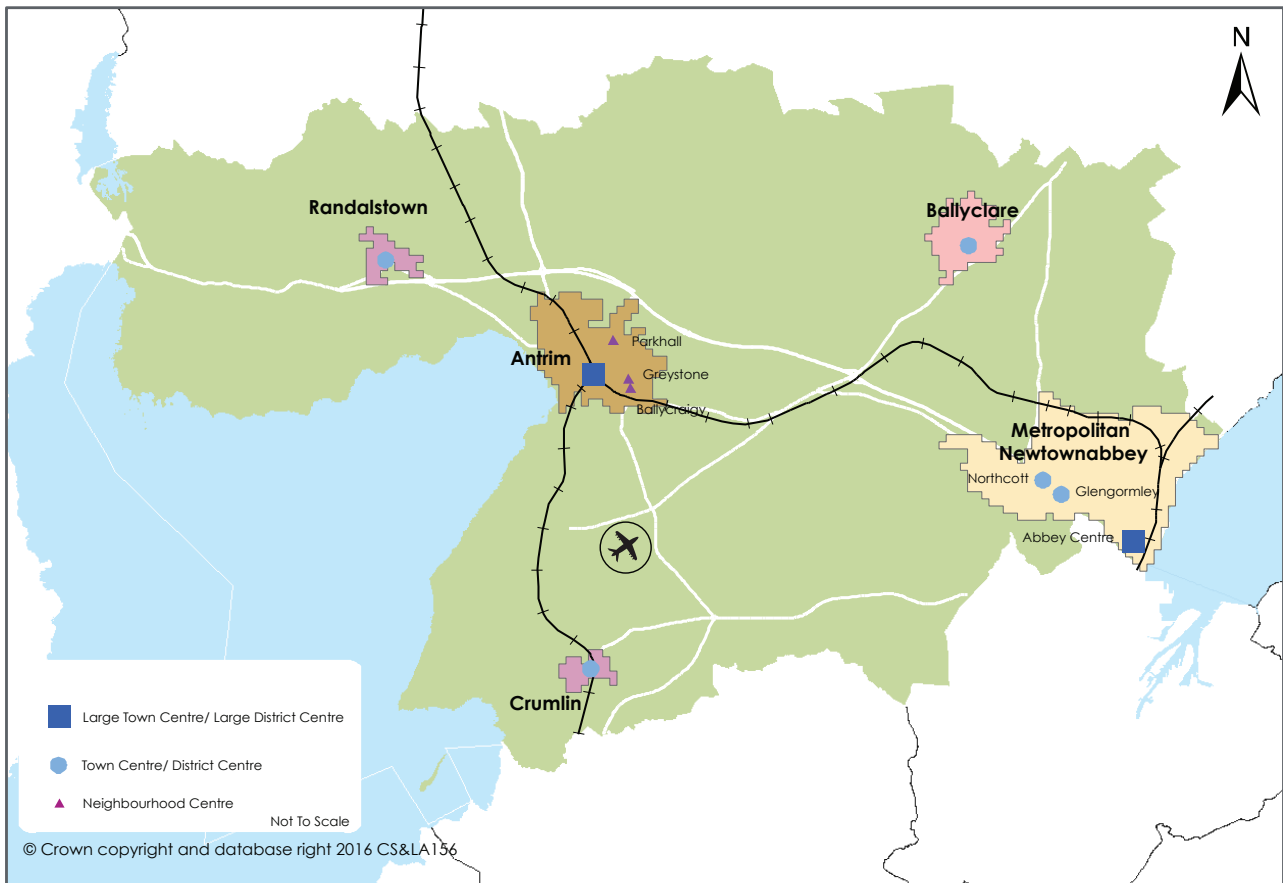 N
Randalstown
Ballyclare
Antrim
Parkhall
Greystone
Ballycraigy
Metropolitan
Newtownabbey
Northcott
Glengormley
Abbey Centre
Crumlin
Large Town Centre/ Large District Centre
Town Centre/ District Centre
Neighbourhood Centre
Not To Scale
© Crown copyright and database right 2016 CS&LA156